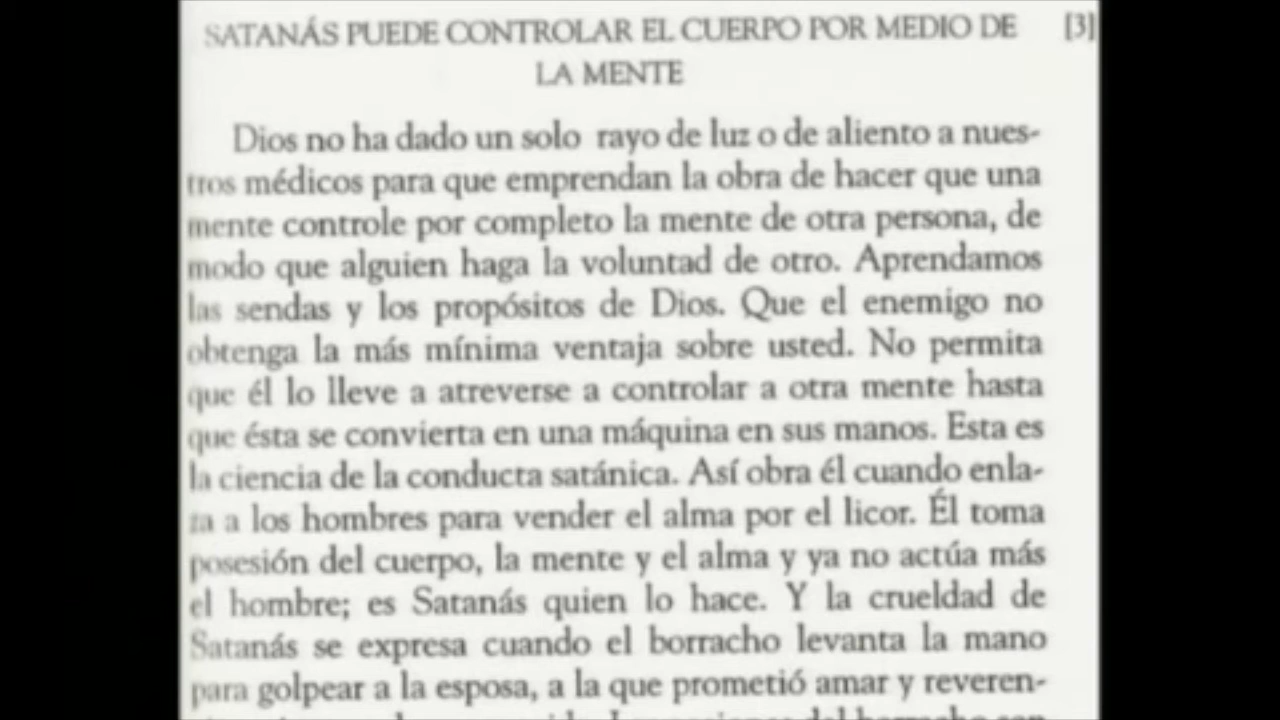 SATANÁS PUEDE CONTROLAR EL CUERPO POR MEDIO DE [3]
LA MENTE
Dios no ha dado un solo rayo de luz o de aliento a nues-
tros médicos para que emprendan la obra de hacer que una
mente controle por completo la mente de otra persona, de
modo que alguien haga la voluntad de otro. Aprendamos
las sendas y los propósitos de Dios. Que el enemigo no
obtenga la más mínima ventaja sobre usted. No permita
que él lo lleve a atreverse a controlar a otra mente hasta
que ésta se convierta en una máquina en sus manos. Esta es
la ciencia de la conducta satánica. Así obra él cuando enla-
za a los hombres para vender el alma por el licor. Él toma
posesión del cuerpo, la mente y el alma y ya no actúa más
el hombre; es Satanás quien lo hace. Y la crueldad de
Satanás se expresa cuando el borracho levanta la mano
para golpear a la esposa, a la que prometió amar y reveren-